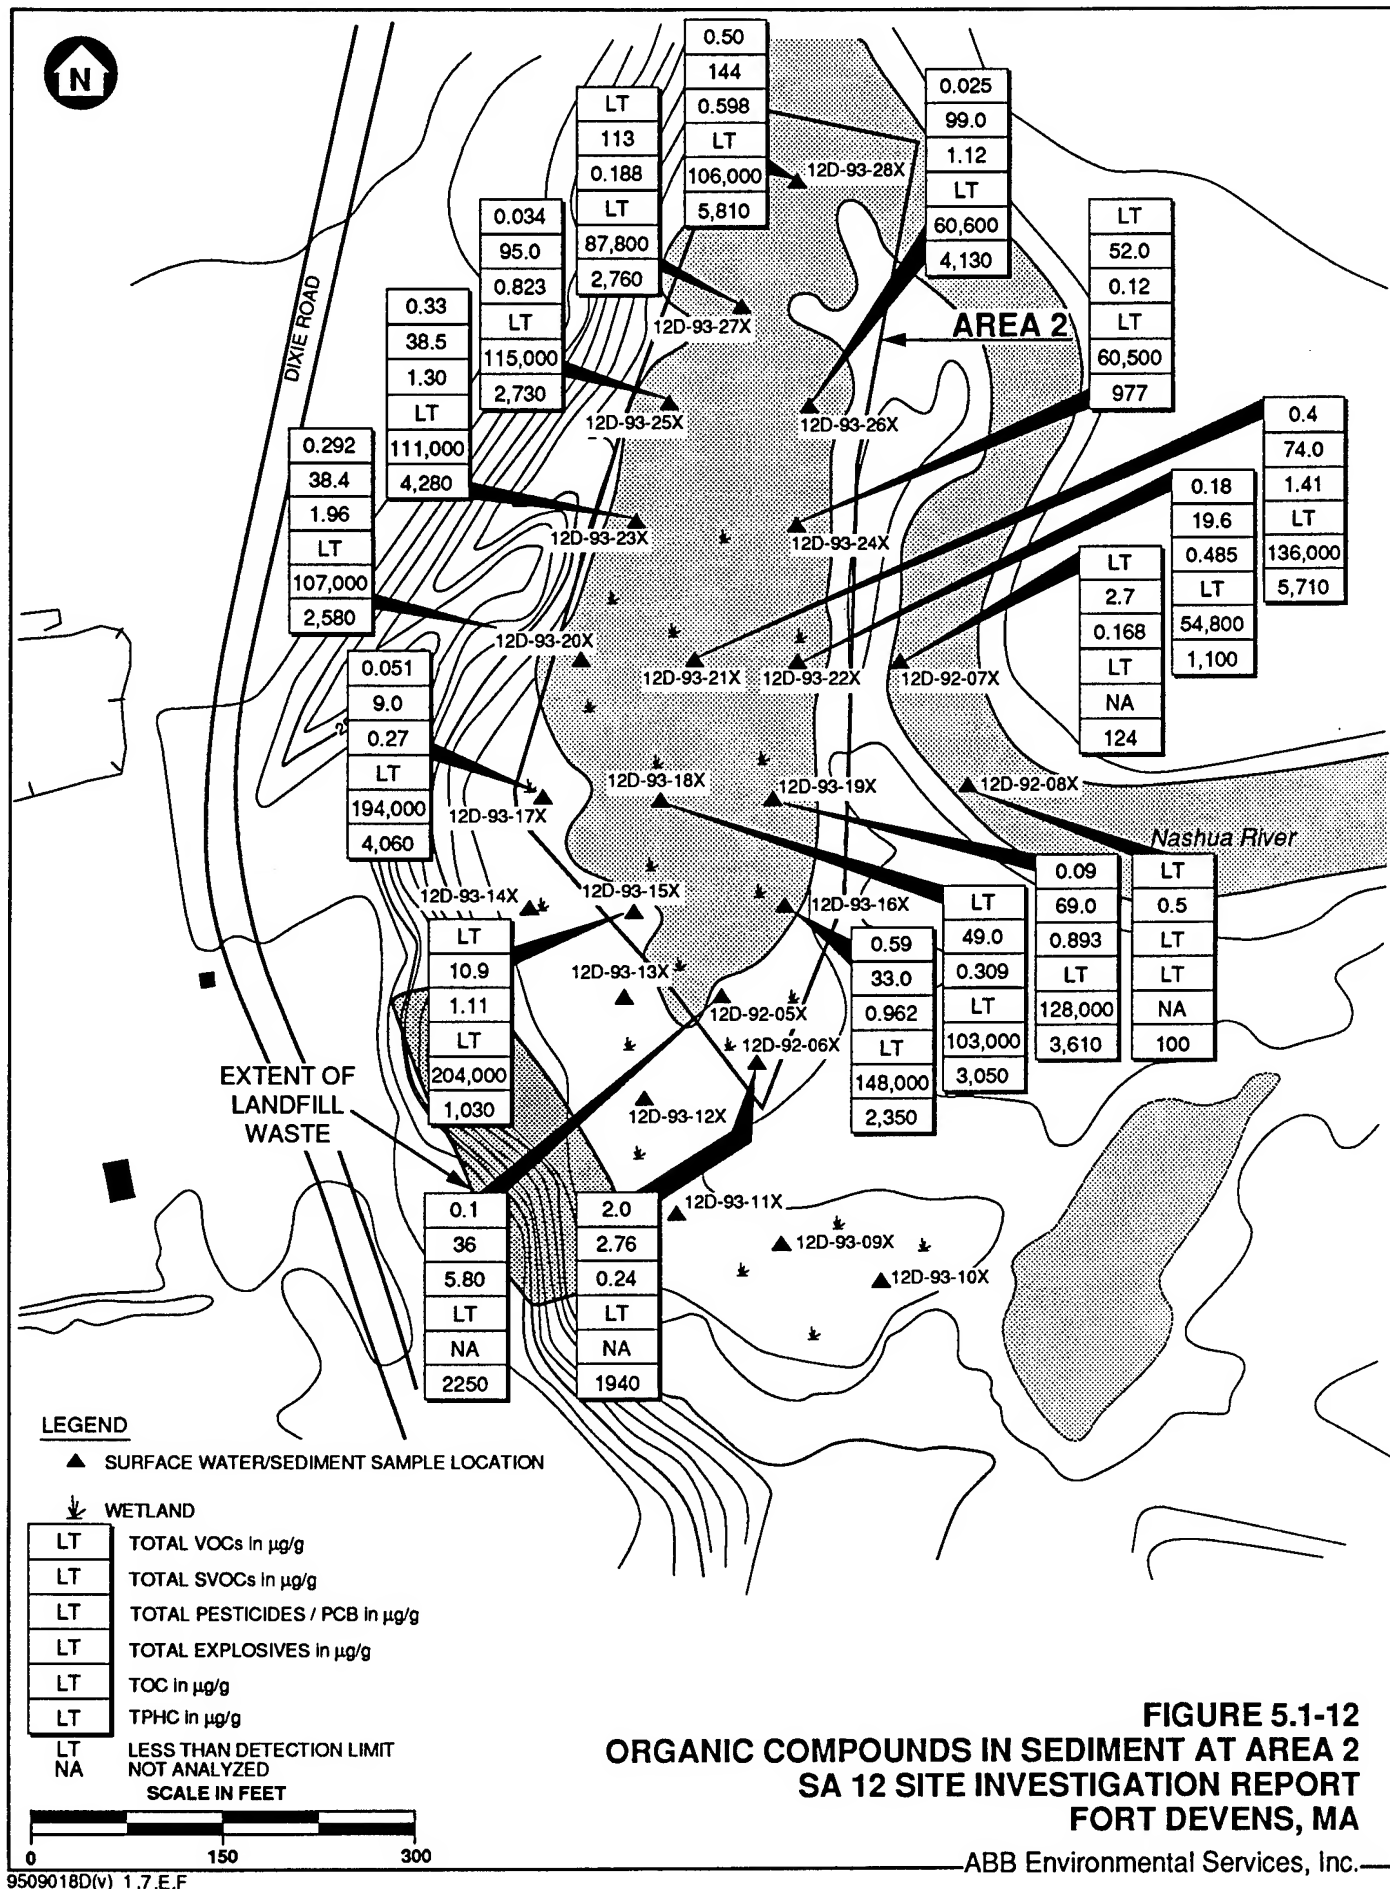 N
DIXIE ROAD
0.50
144
0.598
LT
106,000
5,810
12D-93-28X
LT
113
0.188
LT
87,800
2,760
12D-93-27X
0.025
99.0
1.12
LT
60,600
4,130
12D-93-26X
AREA 2
0.034
95.0
0.823
LT
115,000
2,730
12D-93-25X
LT
52.0
0.12
LT
60,500
977
12D-93-24X
0.33
38.5
1.30
LT
111,000
4,280
12D-93-23X
0.4
74.0
1.41
LT
136,000
5,710
12D-93-21X
0.18
19.6
0.485
LT
54,800
1,100
12D-93-22X
0.292
38.4
1.96
LT
107,000
2,580
12D-93-20X
LT
2.7
0.168
LT
NA
124
12D-92-07X
0.051
9.0
0.27
LT
194,000
4,060
12D-93-17X
12D-93-18X
12D-93-19X
12D-92-08X
Nashua River
12D-93-14X
12D-93-15X
12D-93-16X
LT
10.9
1.11
LT
204,000
1,030
0.59
33.0
0.962
LT
148,000
2,350
LT
49.0
0.309
LT
103,000
3,050
0.09
69.0
0.893
LT
128,000
3,610
LT
0.5
LT
LT
NA
100
12D-93-13X
12D-92-05X
12D-92-06X
12D-93-12X
EXTENT OF
LANDFILL
WASTE
0.1
36
5.80
LT
NA
2250
2.0
2.76
0.24
LT
NA
1940
12D-93-11X
12D-93-09X
12D-93-10X
LEGEND
SURFACE WATER/SEDIMENT SAMPLE LOCATION
WETLAND
LT TOTAL VOCs in µg/g
LT TOTAL SVOCs in µg/g
LT TOTAL PESTICIDES / PCB in µg/g
LT TOTAL EXPLOSIVES in µg/g
LT TOC in µg/g
LT TPHC in µg/g
LT LESS THAN DETECTION LIMIT
NA NOT ANALYZED
SCALE IN FEET
0 150 300
FIGURE 5.1-12
ORGANIC COMPOUNDS IN SEDIMENT AT AREA 2
SA 12 SITE INVESTIGATION REPORT
FORT DEVENS, MA
ABB Environmental Services, Inc.
9509018D(v) 1,7,E,F